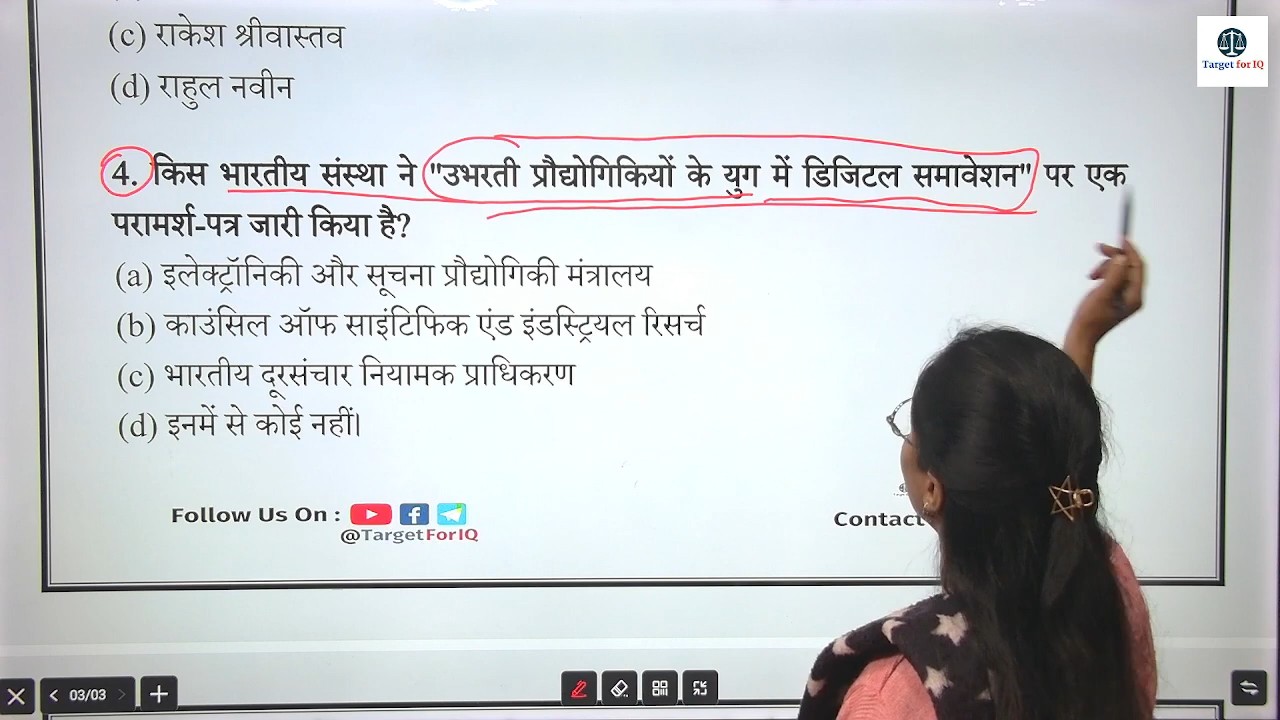 (c) राकेश श्रीवास्तव
(d) राहुल नवीन
Target for IQ
4. किस भारतीय संस्था ने "उभरती प्रौद्योगिकियों के युग में डिजिटल समावेशन" पर एक
परामर्श-पत्र जारी किया है?
(a) इलेक्ट्रॉनिकी और सूचना प्रौद्योगिकी मंत्रालय
(b) काउंसिल ऑफ साइंटिफिक एंड इंडस्ट्रियल रिसर्च
(c) भारतीय दूरसंचार नियामक प्राधिकरण
(d) इनमें से कोई नहीं।
Follow Us On :
@TargetForIQ
Contact
03/03